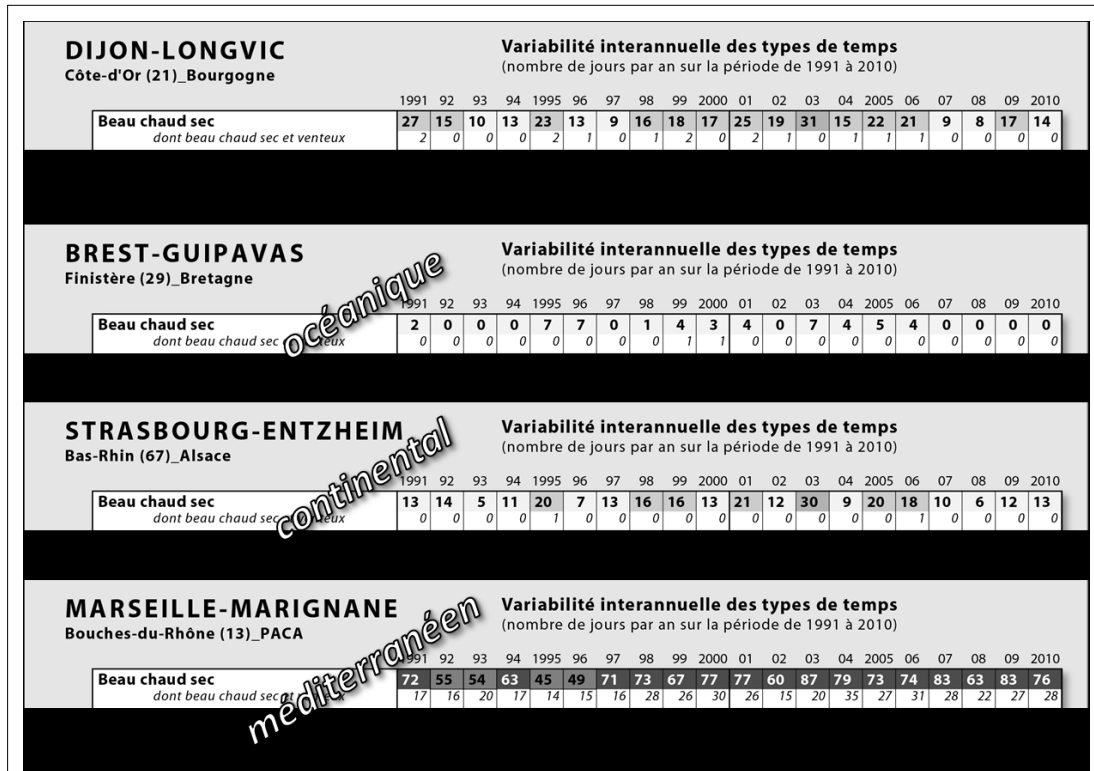 DIJON-LONGVIC
Côte-d'Or (21)_Bourgogne
Variabilité interannuelle des types de temps
(nombre de jours par an sur la période de 1991 à 2010)
1991 92 93 94 1995 96 97 98 99 2000 01 02 03 04 2005 06 07 08 09 2010
Beau chaud sec 27 15 10 13 23 13 9 16 18 17 25 19 31 15 22 21 9 8 17 14
dont beau chaud sec et venteux 2 0 0 0 2 1 0 1 2 0 2 1 0 1 1 1 0 0 0 0
BREST-GUIPAVAS
Finistère (29)_Bretagne
océanique
Variabilité interannuelle des types de temps
(nombre de jours par an sur la période de 1991 à 2010)
1991 92 93 94 1995 96 97 98 99 2000 01 02 03 04 2005 06 07 08 09 2010
Beau chaud sec 2 0 0 0 7 7 0 1 4 3 4 0 7 4 5 4 0 0 0 0
dont beau chaud sec et venteux 0 0 0 0 0 0 0 0 1 1 0 0 0 0 0 0 0 0 0 0
STRASBOURG-ENTZHEIM
Bas-Rhin (67)_Alsace
continental
Variabilité interannuelle des types de temps
(nombre de jours par an sur la période de 1991 à 2010)
1991 92 93 94 1995 96 97 98 99 2000 01 02 03 04 2005 06 07 08 09 2010
Beau chaud sec 13 14 5 11 20 7 13 16 16 13 21 12 30 9 20 18 10 6 12 13
dont beau chaud sec et venteux 0 0 0 0 1 0 0 0 0 0 0 0 0 0 0 1 0 0 0 0
MARSEILLE-MARIGNANE
Bouches-du-Rhône (13)_PACA
méditerranéen
Variabilité interannuelle des types de temps
(nombre de jours par an sur la période de 1991 à 2010)
1991 92 93 94 1995 96 97 98 99 2000 01 02 03 04 2005 06 07 08 09 2010
Beau chaud sec 72 55 54 63 45 49 71 73 67 77 77 60 87 79 73 74 83 63 83 76
dont beau chaud sec et venteux 17 16 20 17 14 15 16 28 26 30 26 15 20 35 27 31 28 22 27 28